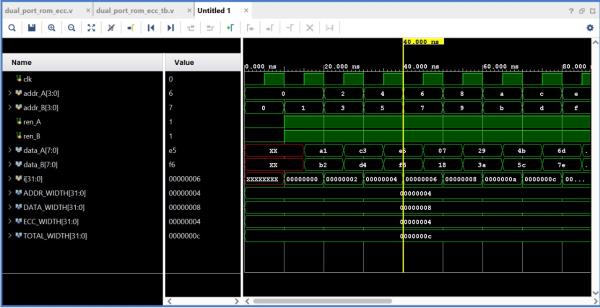 dual_port_rom_ecc.v × dual_port_rom_ecc_tb.v × Untitled 1 ×
40.000 ns
Name Value 0.000 ns 20.000 ns 40.000 ns 60.000 ns 80.000 ns
clk 0
addr_A[3:0] 6 0 2 4 6 8 a c e
addr_B[3:0] 7 0 1 3 5 7 9 b d f
ren_A 1
ren_B 1
data_A[7:0] e5 XX a1 c3 e5 07 29 4b 6d
data_B[7:0] f6 XX b2 d4 f6 18 3a 5c 7e
i[31:0] 00000006 XXXXXXXX 00000000 00000002 00000004 00000006 00000008 0000000a 0000000c 00...
ADDR_WIDTH[31:0] 00000004 00000004
DATA_WIDTH[31:0] 00000008 00000008
ECC_WIDTH[31:0] 00000004 00000004
TOTAL_WIDTH[31:0] 0000000c 0000000c